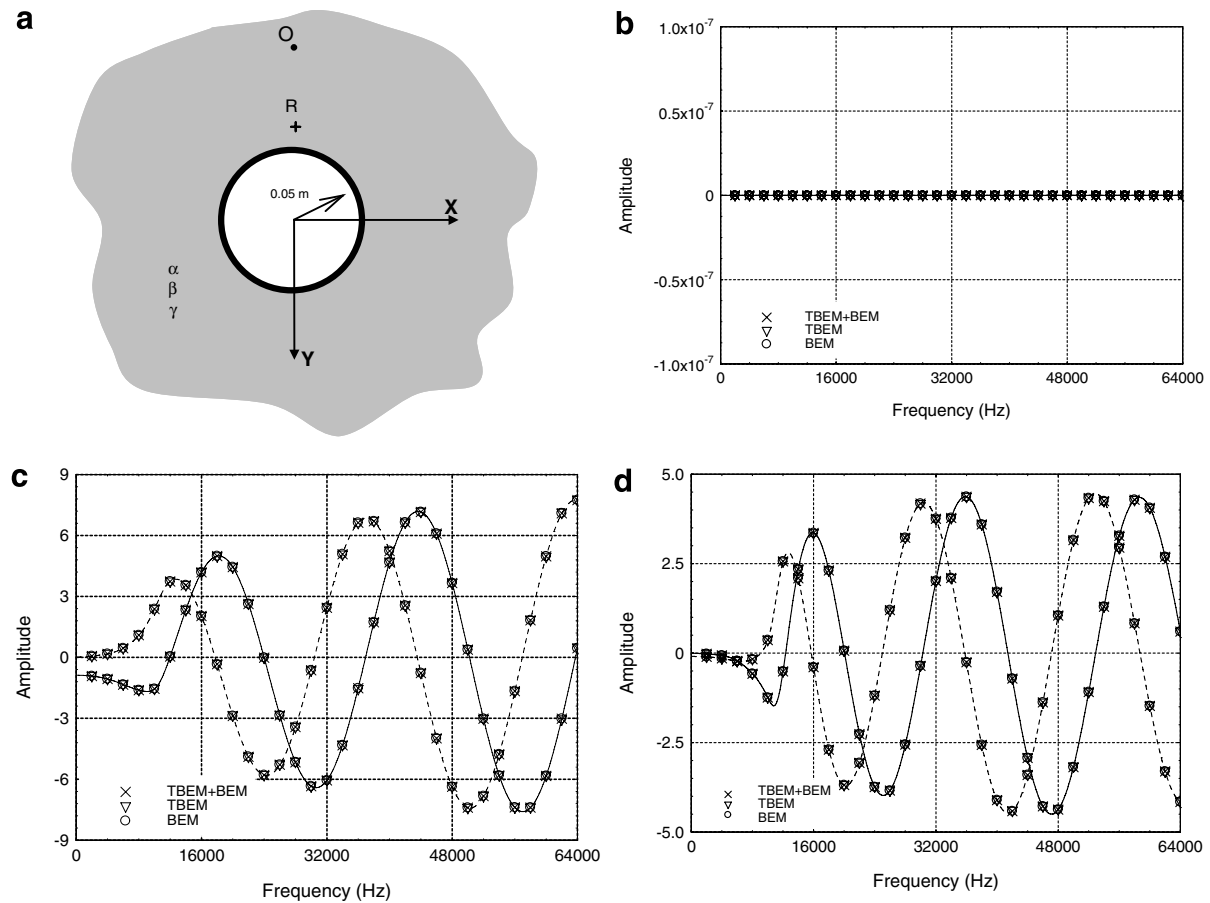 a
O
R
0.05 m
X
α
β
γ
Y
b
1.0x10⁻⁷
0.5x10⁻⁷
0
-0.5x10⁻⁷
-1.0x10⁻⁷
Amplitude
TBEM+BEM
TBEM
BEM
0 16000 32000 48000 64000
Frequency (Hz)
c
9
6
3
0
-3
-6
-9
Amplitude
TBEM+BEM
TBEM
BEM
0 16000 32000 48000 64000
Frequency (Hz)
d
5.0
2.5
0
-2.5
-5.0
Amplitude
TBEM+BEM
TBEM
BEM
0 16000 32000 48000 64000
Frequency (Hz)